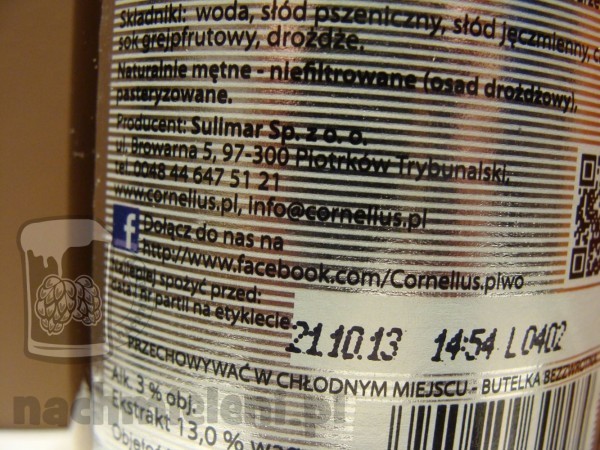 Składniki: woda, słód pszeniczny, słód jęczmienny,
sok grejpfrutowy, drożdże.
Naturalnie mętne - niefiltrowane (osad drożdżowy),
pasteryzowane.
Producent: Sulimar Sp. z o. o.
ul. Browarna 5, 97-300 Piotrków Trybunalski,
tel. 0048 44 647 51 21
www.cornelius.pl, info@cornelius.pl
f Dołącz do nas na
http://www.facebook.com/Cornelius.piwo
Najlepiej spożyć przed:
data i nr partii na etykiecie
21.10.13 14:54 L0402
PRZECHOWYWAĆ W CHŁODNYM MIEJSCU - BUTELKA
Alk. 3 % obj.
Ekstrakt 13,0 %